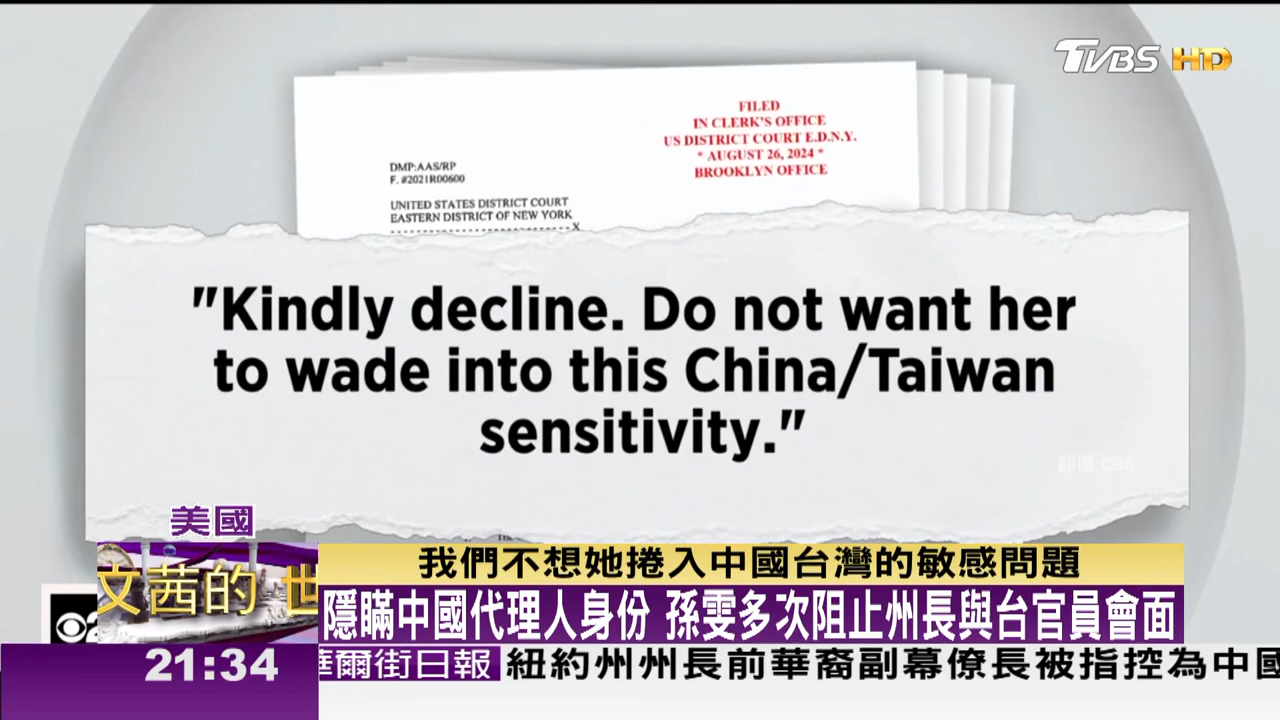 TVBS HD
FILED
IN CLERK'S OFFICE
US DISTRICT COURT E.D.N.Y.
* AUGUST 26, 2024 *
BROOKLYN OFFICE
DMP:AAS/RP
F. #2021R00600
UNITED STATES DISTRICT COURT
EASTERN DISTRICT OF NEW YORK
X
"Kindly decline. Do not want her
to wade into this China/Taiwan
sensitivity."
翻攝 CBS
美國
文茜的 世
我們不想她捲入中國台灣的敏感問題
隱瞞中國代理人身份 孫雯多次阻止州長與台官員會面
21:34
華爾街日報 紐約州州長前華裔副幕僚長被指控為中國